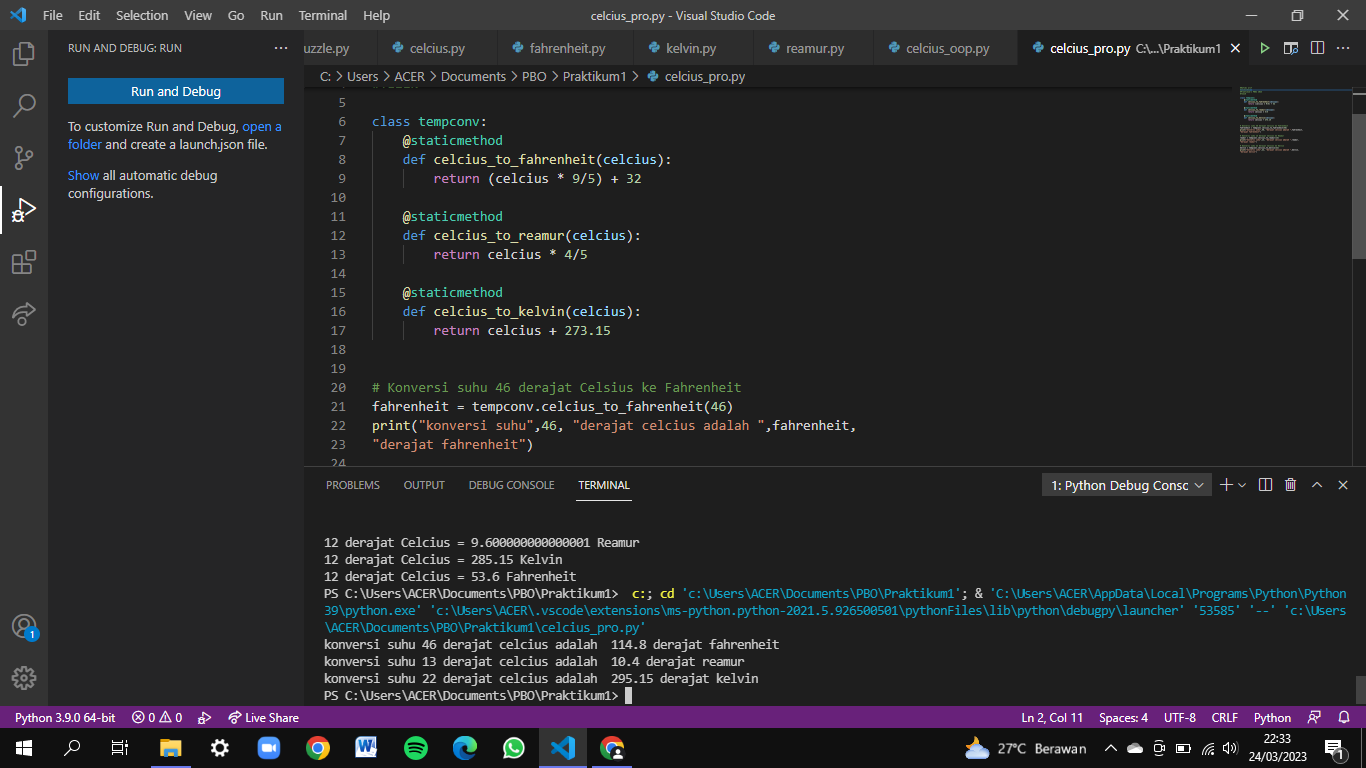 File Edit Selection View Go Run Terminal Help
celcius_pro.py - Visual Studio Code
RUN AND DEBUG: RUN
Run and Debug
To customize Run and Debug, open a
folder and create a launch.json file.
Show all automatic debug
configurations.
uzzle.py celcius.py fahrenheit.py kelvin.py reamur.py celcius_oop.py celcius_pro.py C:\...\Praktikum1
C: > Users > ACER > Documents > PBO > Praktikum1 > celcius_pro.py
5
6 class tempconv:
7 @staticmethod
8 def celcius_to_fahrenheit(celcius):
9 return (celcius * 9/5) + 32
10
11 @staticmethod
12 def celcius_to_reamur(celcius):
13 return celcius * 4/5
14
15 @staticmethod
16 def celcius_to_kelvin(celcius):
17 return celcius + 273.15
18
19
20 # Konversi suhu 46 derajat Celsius ke Fahrenheit
21 fahrenheit = tempconv.celcius_to_fahrenheit(46)
22 print("konversi suhu",46, "derajat celcius adalah ",fahrenheit,
23 "derajat fahrenheit")
24
PROBLEMS OUTPUT DEBUG CONSOLE TERMINAL
1: Python Debug Consc
12 derajat Celcius = 9.600000000000001 Reamur
12 derajat Celcius = 285.15 Kelvin
12 derajat Celcius = 53.6 Fahrenheit
PS C:\Users\ACER\Documents\PBO\Praktikum1>  c:; cd 'c:\Users\ACER\Documents\PBO\Praktikum1'; & 'C:\Users\ACER\AppData\Local\Programs\Python\Python
39\python.exe' 'c:\Users\ACER\.vscode\extensions\ms-python.python-2021.5.926500501\pythonFiles\lib\python\debugpy\launcher' '53585' '--' 'c:\Users
\ACER\Documents\PBO\Praktikum1\celcius_pro.py'
konversi suhu 46 derajat celcius adalah  114.8 derajat fahrenheit
konversi suhu 13 derajat celcius adalah  10.4 derajat reamur
konversi suhu 22 derajat celcius adalah  295.15 derajat kelvin
PS C:\Users\ACER\Documents\PBO\Praktikum1>
1
Python 3.9.0 64-bit 0 0 Live Share
Ln 2, Col 11 Spaces: 4 UTF-8 CRLF Python
27°C Berawan
22:33
24/03/2023
1